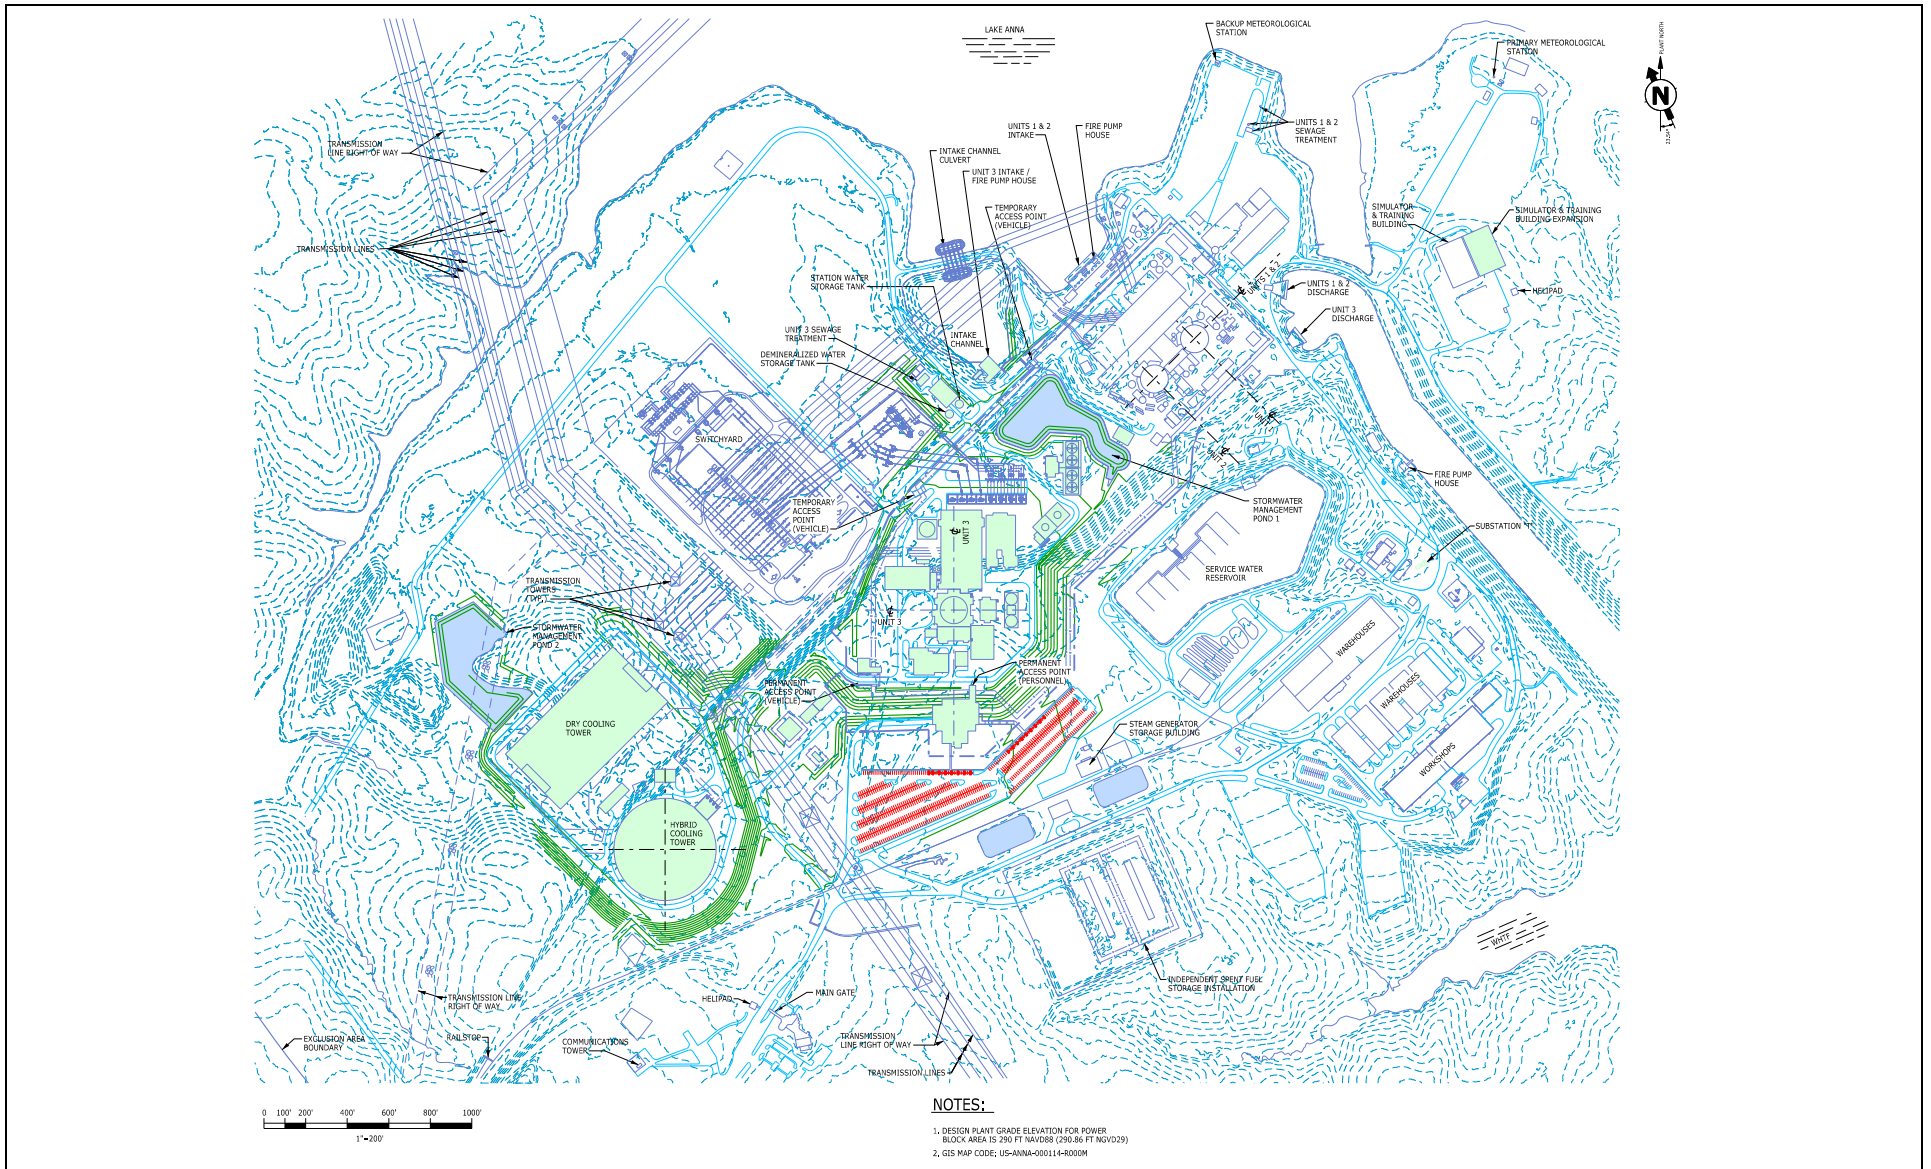 LAKE ANNA
BACKUP METEOROLOGICAL
STATION
PRIMARY METEOROLOGICAL
STATION
PLANT NORTH
N
TRANSMISSION
LINE RIGHT OF WAY
UNITS 1 & 2
INTAKE
FIRE PUMP
HOUSE
UNITS 1 & 2
SEWAGE
TREATMENT
INTAKE CHANNEL
CULVERT
UNIT 3 INTAKE /
FIRE PUMP HOUSE
TEMPORARY
ACCESS POINT
(VEHICLE)
SIMULATOR
& TRAINING
BUILDING
SIMULATOR & TRAINING
BUILDING EXPANSION
TRANSMISSION LINES
STATION WATER
STORAGE TANK
UNITS 1 & 2
UNITS 1 & 2
DISCHARGE
HELIPAD
UNIT 3
DISCHARGE
UNIT 3 SEWAGE
TREATMENT
INTAKE
CHANNEL
DEMINERALIZED WATER
STORAGE TANK
SWITCHYARD
UNIT 2
FIRE PUMP
HOUSE
TEMPORARY
ACCESS
POINT
(VEHICLE)
STORMWATER
MANAGEMENT
POND 1
UNIT 3
SUBSTATION "T"
SERVICE WATER
RESERVOIR
TRANSMISSION
TOWERS
(TYP.)
UNIT 3
STORMWATER
MANAGEMENT
POND 2
WAREHOUSES
PERMANENT
ACCESS POINT
(PERSONNEL)
PERMANENT
ACCESS POINT
(VEHICLE)
WAREHOUSES
DRY COOLING
TOWER
STEAM GENERATOR
STORAGE BUILDING
WORKSHOPS
HYBRID
COOLING
TOWER
WHTF
INDEPENDENT SPENT FUEL
STORAGE INSTALLATION
TRANSMISSION LINE
RIGHT OF WAY
HELIPAD
MAIN GATE
EXCLUSION AREA
BOUNDARY
RAILSTOP
COMMUNICATIONS
TOWER
TRANSMISSION
LINE RIGHT OF WAY
TRANSMISSION LINES
0 100' 200' 400' 600' 800' 1000'
1"=200'
NOTES:
1. DESIGN PLANT GRADE ELEVATION FOR POWER
BLOCK AREA IS 290 FT NAVD88 (290.86 FT NGVD29)
2. GIS MAP CODE: US-ANNA-000114-R000M